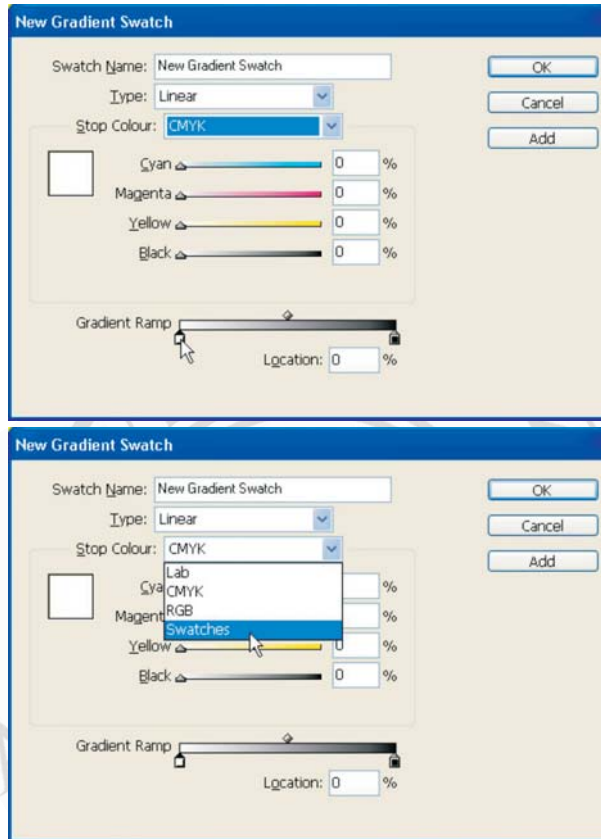 New Gradient Swatch
Swatch Name: New Gradient Swatch OK
Type: Linear Cancel
Stop Colour: CMYK Add
Cyan 0 %
Magenta 0 %
Yellow 0 %
Black 0 %
Gradient Ramp
Location: 0 %
New Gradient Swatch
Swatch Name: New Gradient Swatch OK
Type: Linear Cancel
Stop Colour: CMYK Add
Lab
Cya CMYK %
Magent RGB %
Swatches
Yellow 0 %
Black 0 %
Gradient Ramp
Location: 0 %